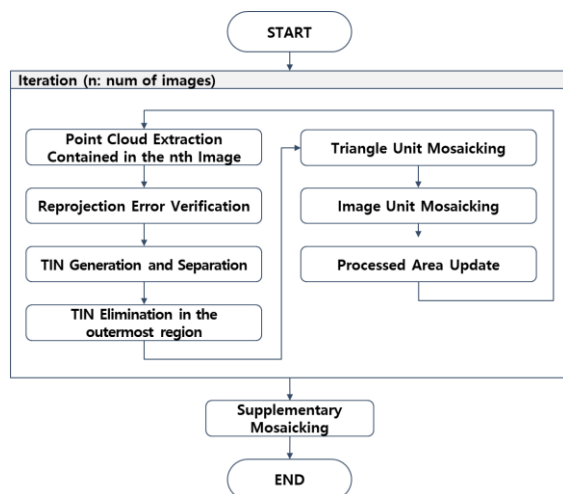 START
Iteration (n: num of images)
Point Cloud Extraction
Contained in the nth Image
Reprojection Error Verification
TIN Generation and Separation
TIN Elimination in the
outermost region
Triangle Unit Mosaicking
Image Unit Mosaicking
Processed Area Update
Supplementary
Mosaicking
END